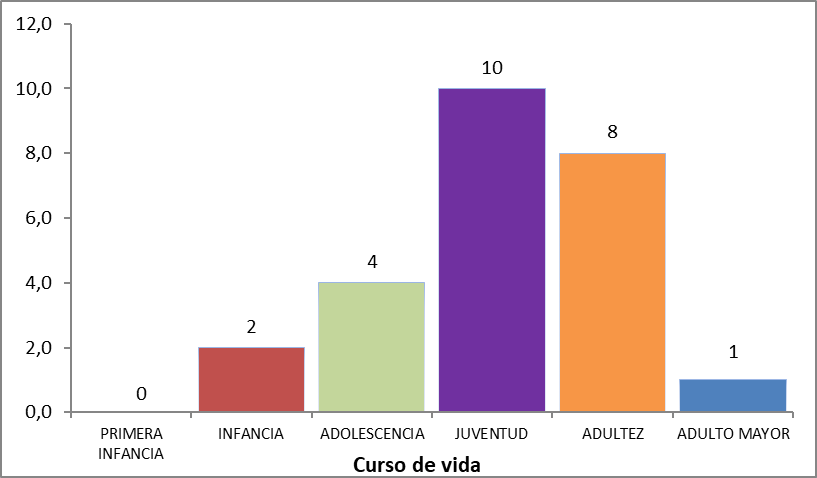 12,0
10,0
8,0
6,0
4,0
2,0
0,0
0
2
4
10
8
1
PRIMERA
INFANCIA
INFANCIA
ADOLESCENCIA
JUVENTUD
ADULTEZ
ADULTO MAYOR
Curso de vida